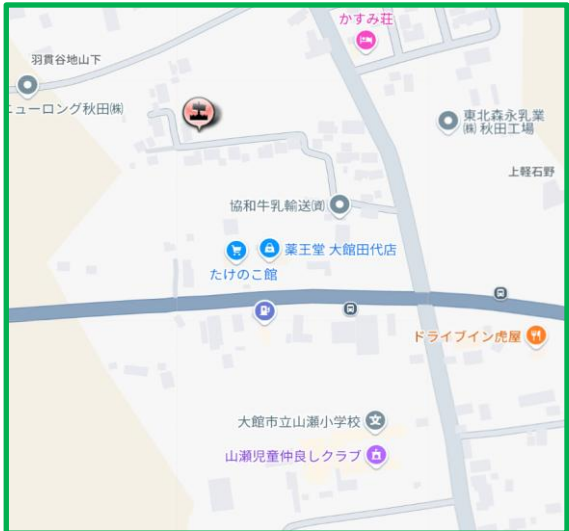 かすみ荘
羽貫谷地山下
ニューロング秋田㈱
東北森永乳業
㈱秋田工場
上軽石野
協和牛乳輸送㈾
薬王堂 大館田代店
たけのこ館
ドライブイン虎屋
大館市立山瀬小学校
文
山瀬児童仲良しクラブ